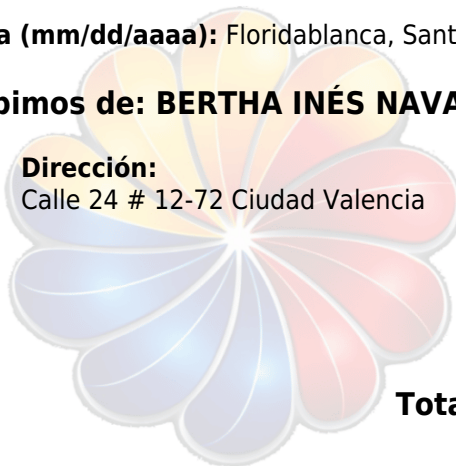 a (mm/dd/aaaa): Floridablanca, Sant
bimos de: BERTHA INÉS NAVA
Dirección:
Calle 24 # 12-72 Ciudad Valencia
Tota